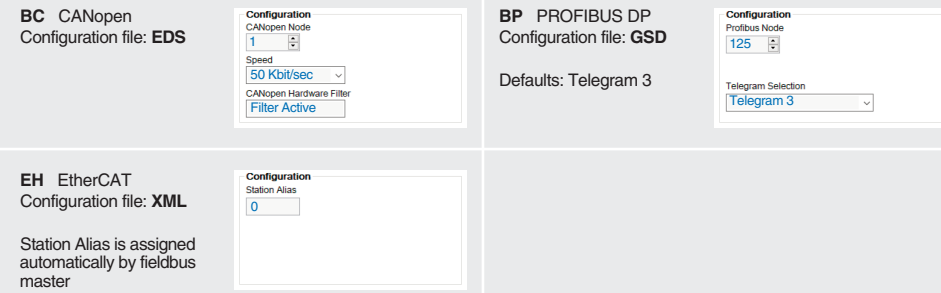 BC CANopen
Configuration file: EDS
Configuration
CANopen Node
1
Speed
50 Kbit/sec
CANopen Hardware Filter
Filter Active
BP PROFIBUS DP
Configuration file: GSD
Defaults: Telegram 3
Configuration
Profibus Node
125
Telegram Selection
Telegram 3
EH EtherCAT
Configuration file: XML
Station Alias is assigned
automatically by fieldbus
master
Configuration
Station Alias
0